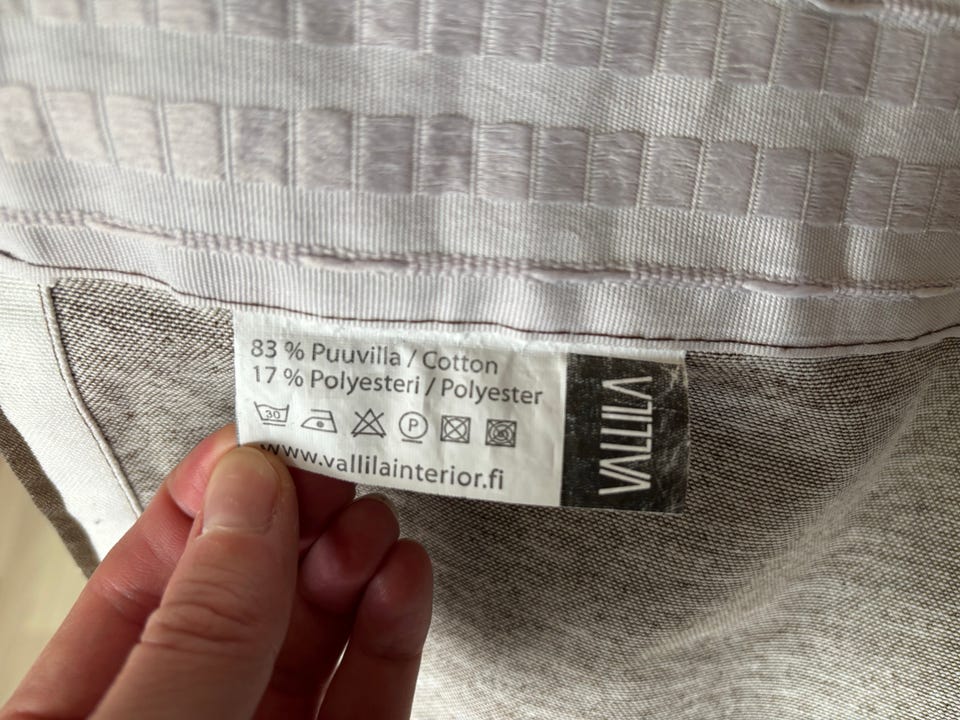 83 % Puuvilla / Cotton
17 % Polyesteri / Polyester
30 P
www.vallilainterior.fi
VALLILA